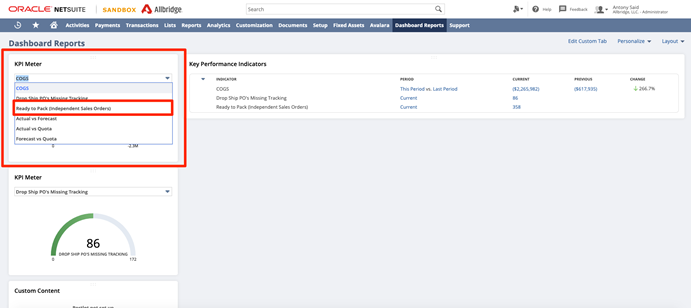 ORACLE NETSUITE SANDBOX Allbridge
Search
Help
Feedback
Antony Said
Allbridge, LLC - Administrator
Activities Payments Transactions Lists Reports Analytics Customization Documents Setup Fixed Assets Avalara Dashboard Reports Support
Dashboard Reports
Edit Custom Tab Personalize Layout
KPI Meter
COGS
COGS
Drop Ship PO's Missing Tracking
Ready to Pack (Independent Sales Orders)
Actual vs Forecast
Actual vs Quota
Forecast vs Quota
0 2.3M
Key Performance Indicators
INDICATOR PERIOD CURRENT PREVIOUS CHANGE
COGS This Period vs. Last Period ($2,265,982) ($617,935) 266.7%
Drop Ship PO's Missing Tracking Current 86
Ready to Pack (Independent Sales Orders) Current 358
KPI Meter
Drop Ship PO's Missing Tracking
86
DROP SHIP PO'S MISSING TRACKING
0 172
Custom Content